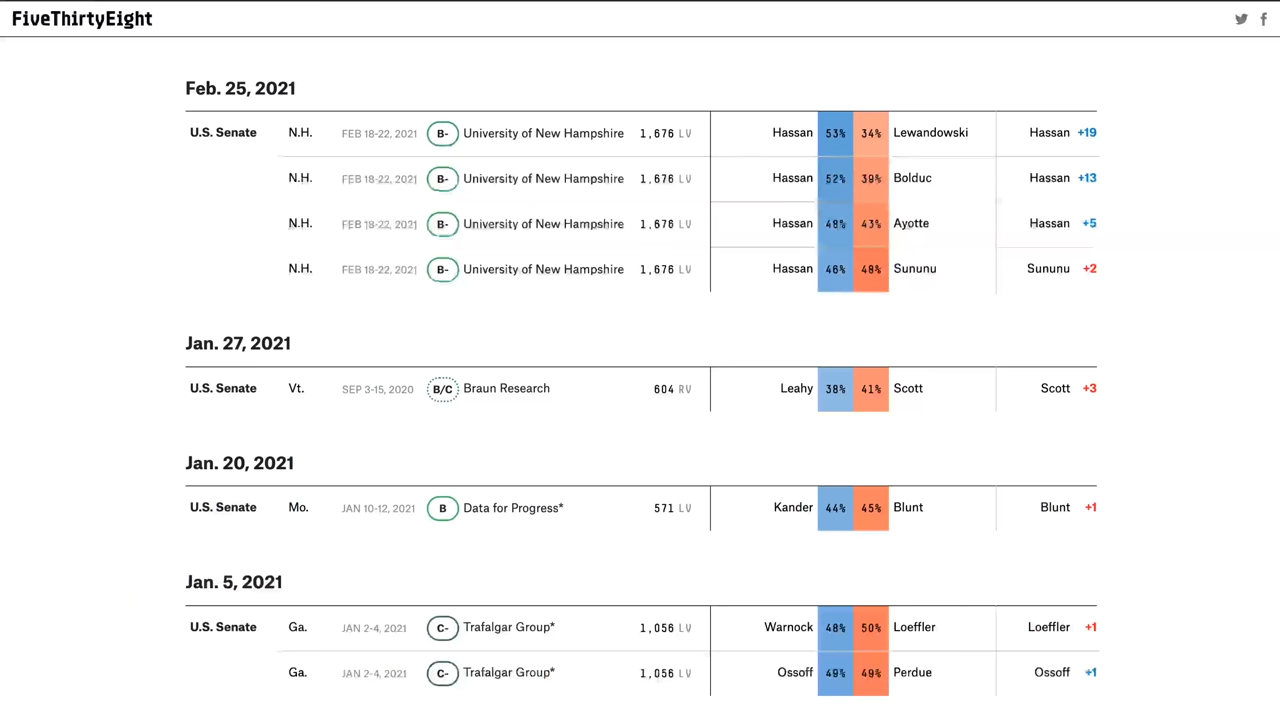 FiveThirtyEight
Feb. 25, 2021
U.S. Senate N.H. FEB 18-22, 2021 B- University of New Hampshire 1,676 LV Hassan 53% 34% Lewandowski Hassan +19
N.H. FEB 18-22, 2021 B- University of New Hampshire 1,676 LV Hassan 52% 39% Bolduc Hassan +13
N.H. FEB 18-22, 2021 B- University of New Hampshire 1,676 LV Hassan 48% 43% Ayotte Hassan +5
N.H. FEB 18-22, 2021 B- University of New Hampshire 1,676 LV Hassan 46% 48% Sununu Sununu +2
Jan. 27, 2021
U.S. Senate Vt. SEP 3-15, 2020 B/C Braun Research 604 RV Leahy 38% 41% Scott Scott +3
Jan. 20, 2021
U.S. Senate Mo. JAN 10-12, 2021 B Data for Progress* 571 LV Kander 44% 45% Blunt Blunt +1
Jan. 5, 2021
U.S. Senate Ga. JAN 2-4, 2021 C- Trafalgar Group* 1,056 LV Warnock 48% 50% Loeffler Loeffler +1
Ga. JAN 2-4, 2021 C- Trafalgar Group* 1,056 LV Ossoff 49% 49% Perdue Ossoff +1